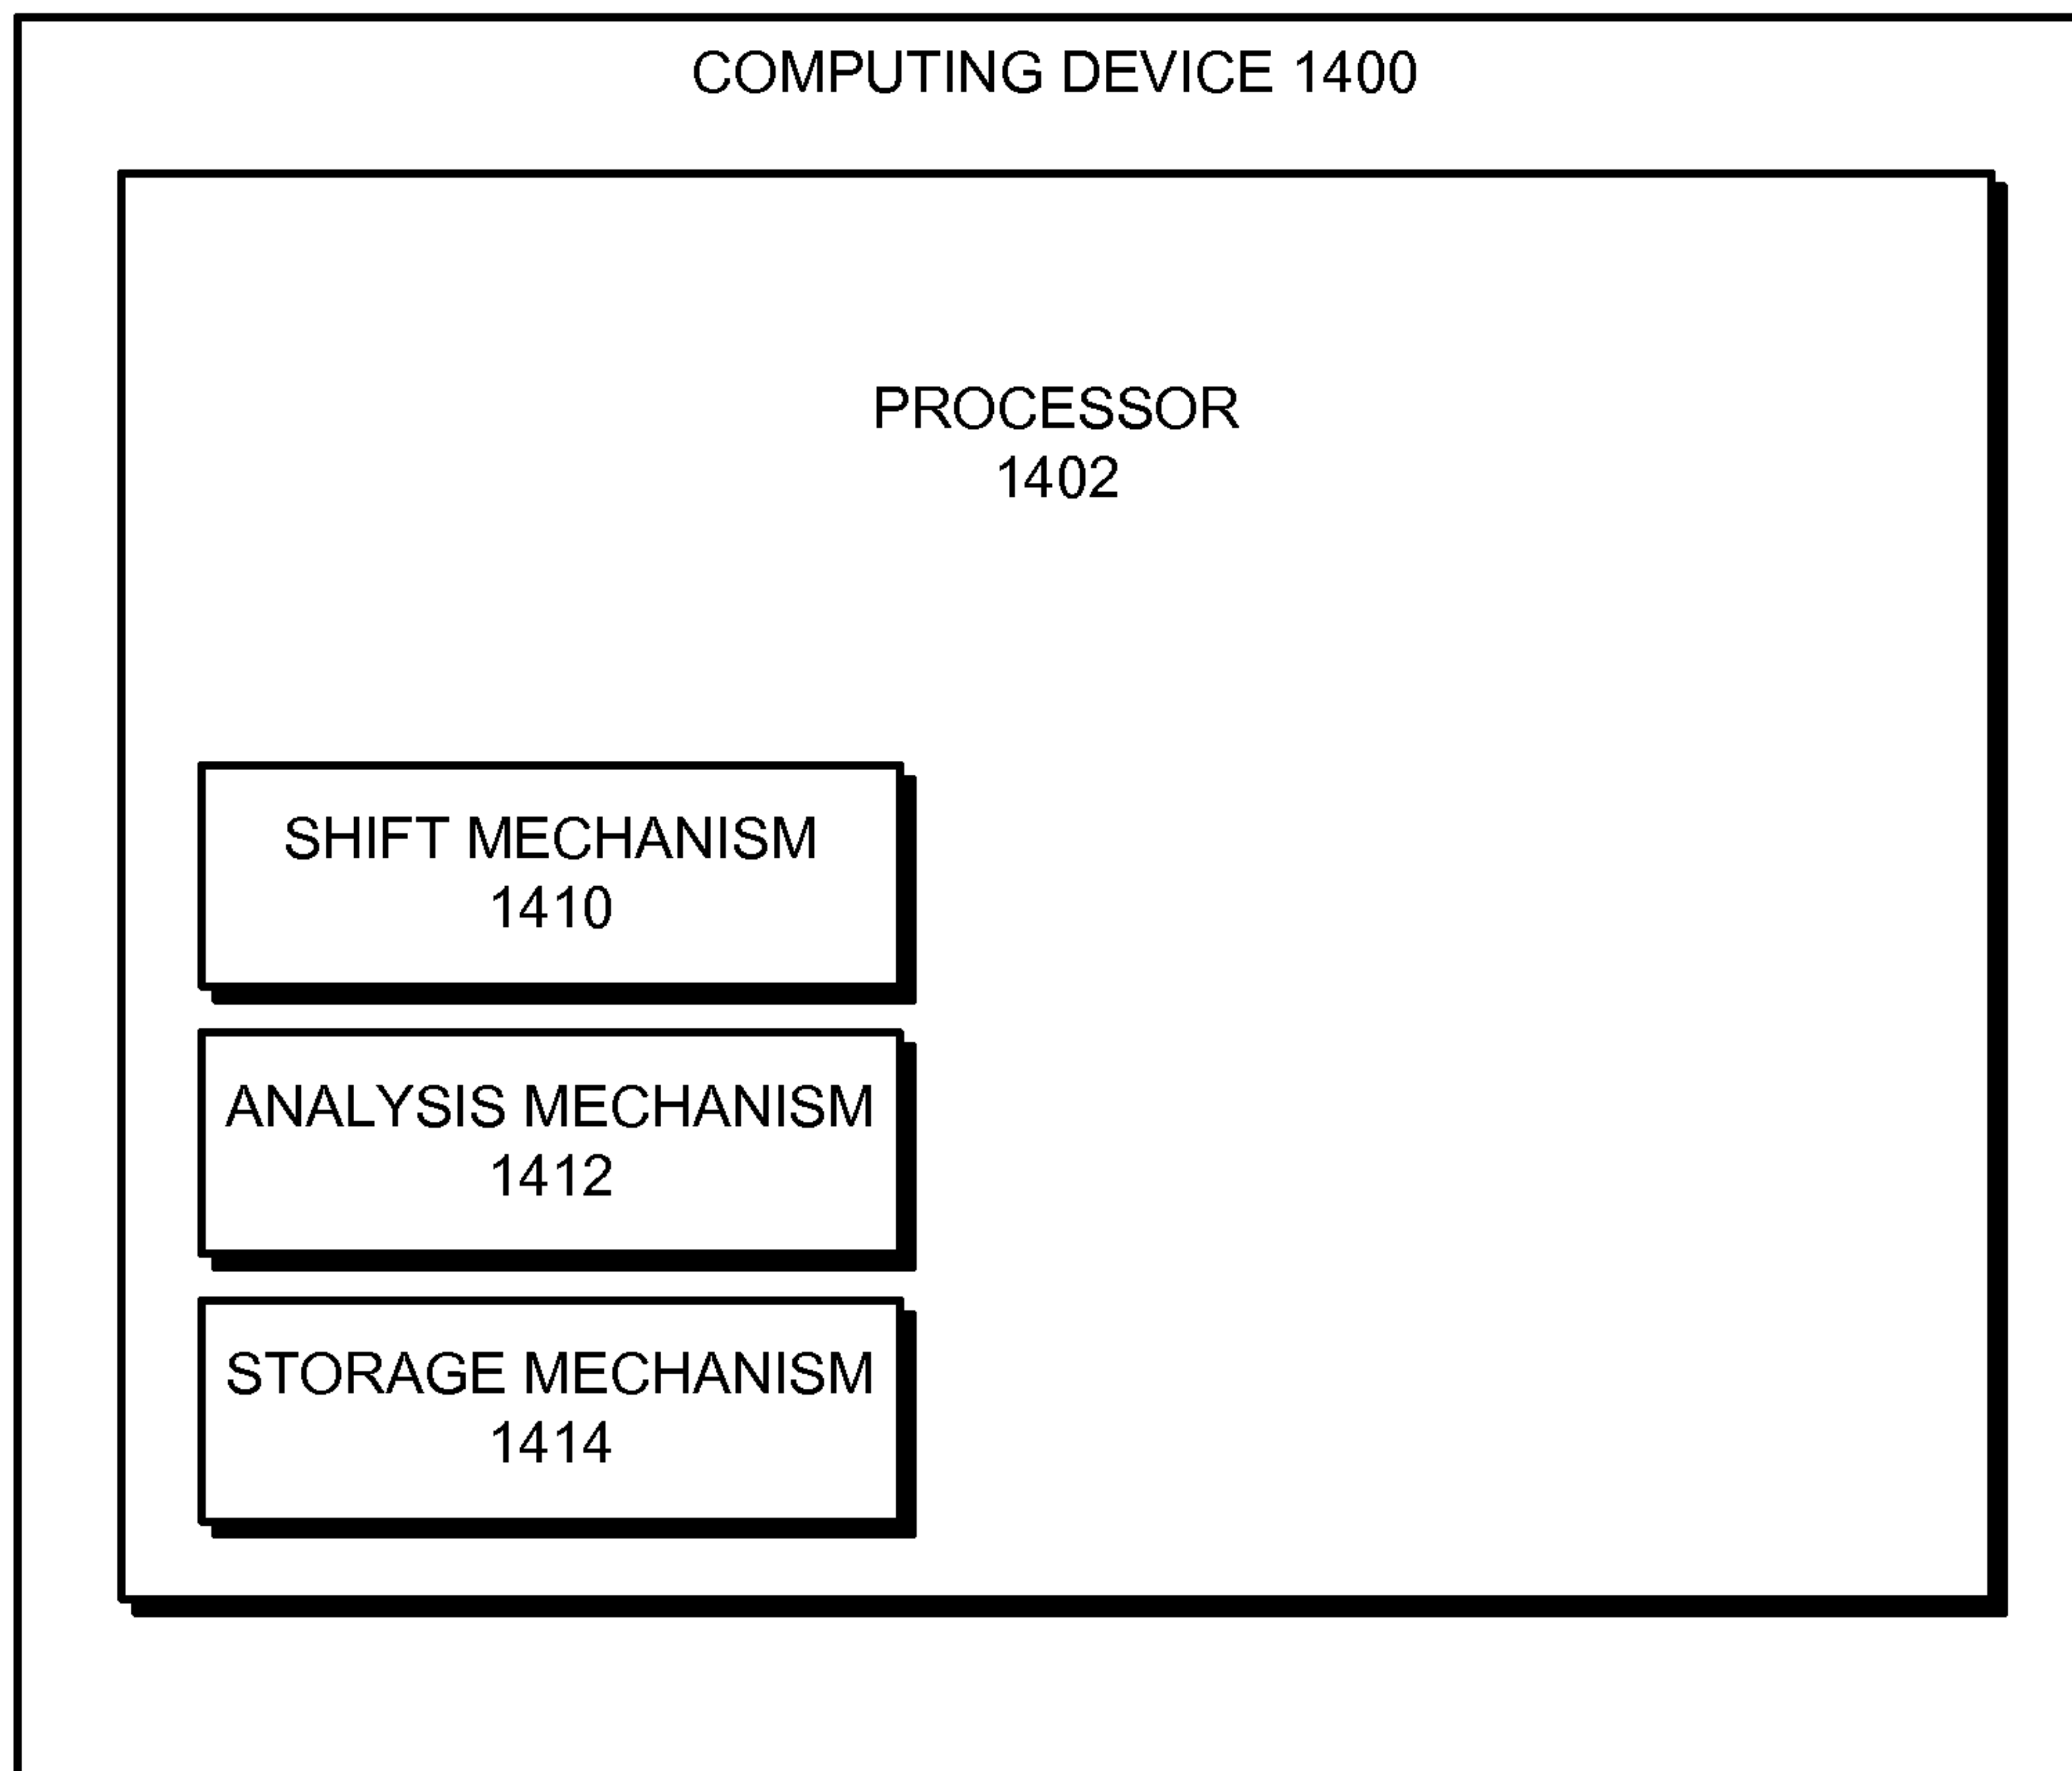 COMPUTING DEVICE 1400
PROCESSOR
1402
SHIFT MECHANISM
1410
ANALYSIS MECHANISM
1412
STORAGE MECHANISM
1414